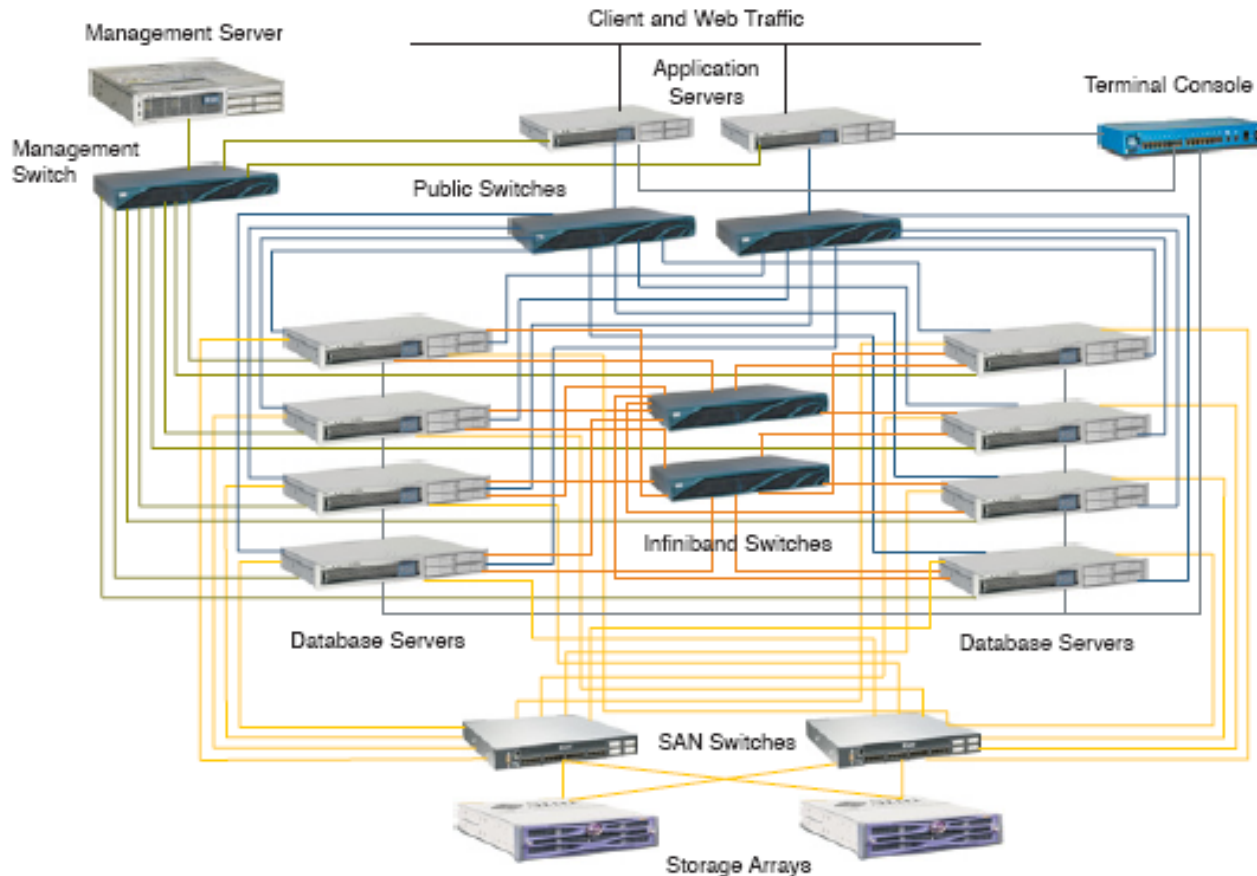 Client and Web Traffic
Management Server
Application
Servers
Terminal Console
Management
Switch
Public Switches
Infiniband Switches
Database Servers
Database Servers
SAN Switches
Storage Arrays